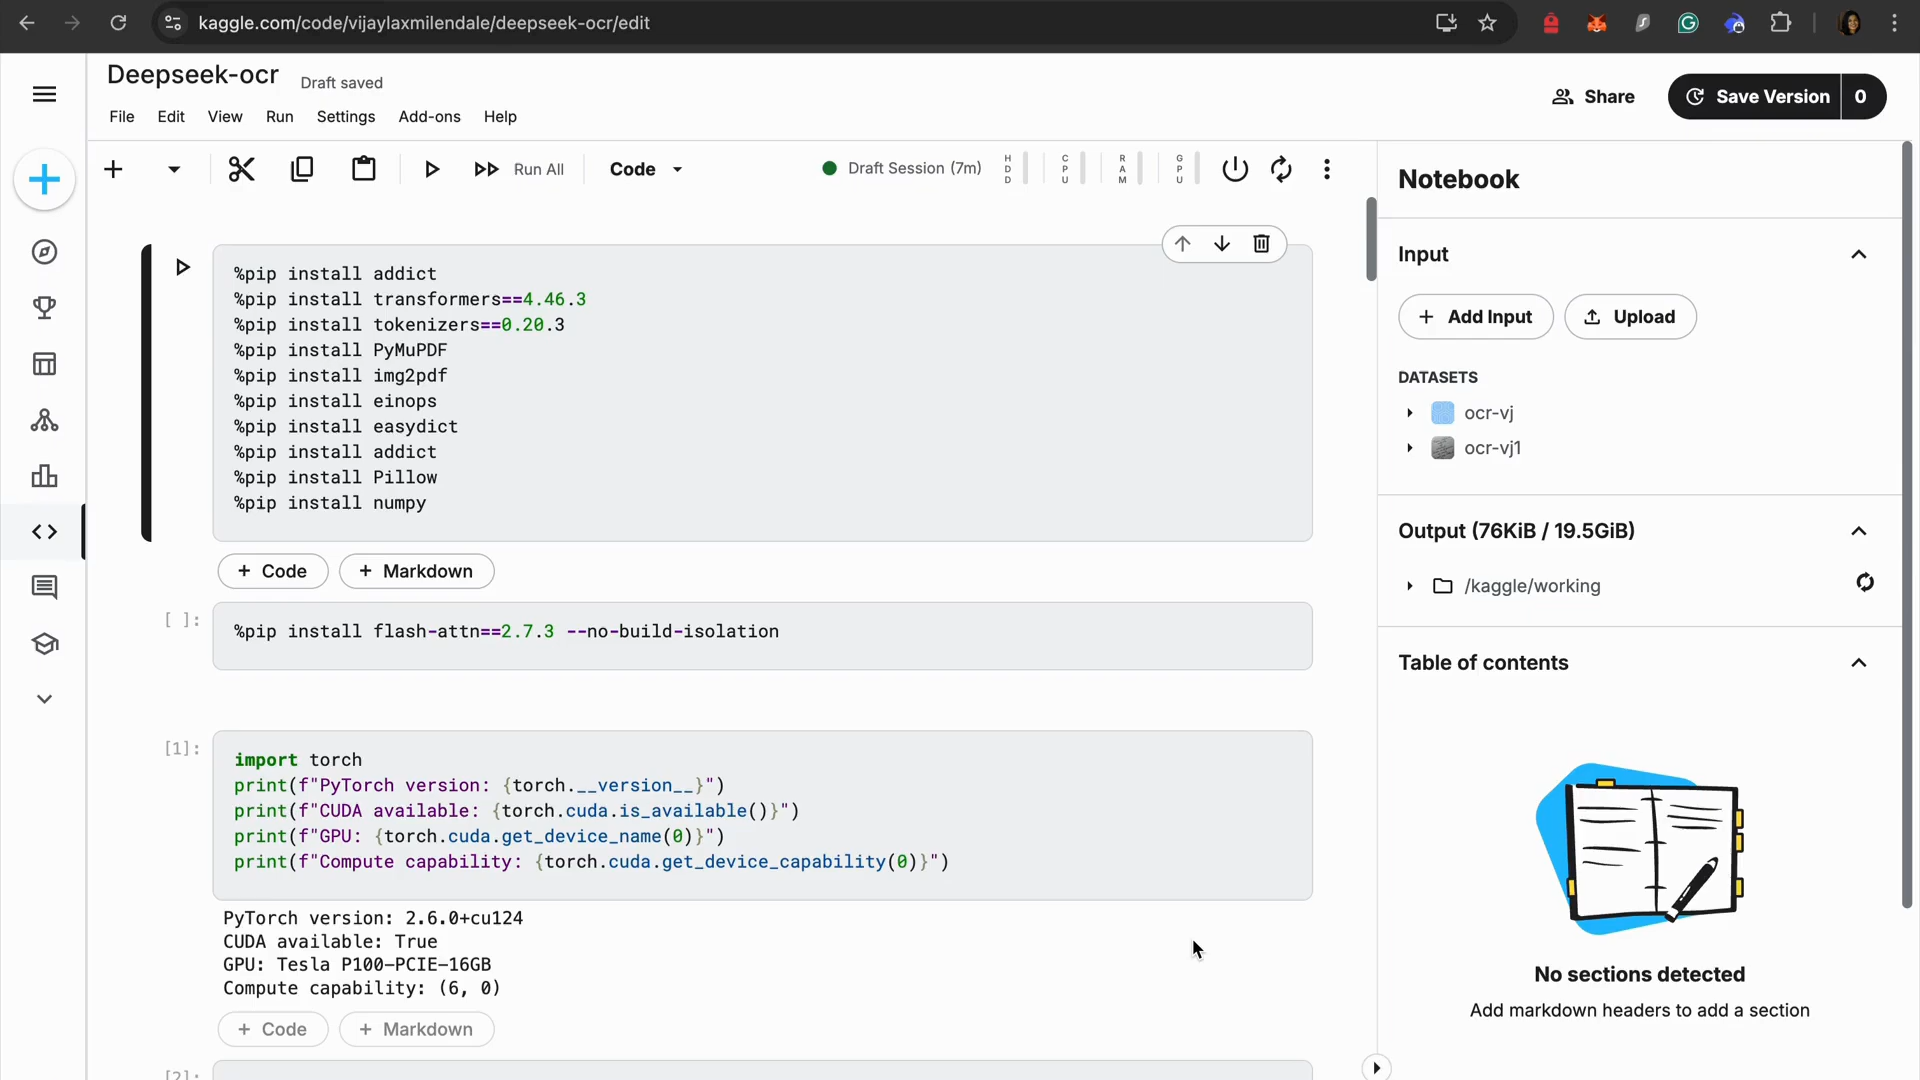 kaggle.com/code/vijaylaxmilendale/deepseek-ocr/edit
Deepseek-ocr
Draft saved
File Edit View Run Settings Add-ons Help
Share
Save Version 0
Run All
Code
Draft Session (7m)
HDD
CPU
RAM
GPU
%pip install addict
%pip install transformers==4.46.3
%pip install tokenizers==0.20.3
%pip install PyMuPDF
%pip install img2pdf
%pip install einops
%pip install easydict
%pip install addict
%pip install Pillow
%pip install numpy
+ Code + Markdown
[ ]:
%pip install flash-attn==2.7.3 --no-build-isolation
[1]:
import torch
print(f"PyTorch version: {torch.__version__}")
print(f"CUDA available: {torch.cuda.is_available()}")
print(f"GPU: {torch.cuda.get_device_name(0)}")
print(f"Compute capability: {torch.cuda.get_device_capability(0)}")
PyTorch version: 2.6.0+cu124
CUDA available: True
GPU: Tesla P100-PCIE-16GB
Compute capability: (6, 0)
+ Code + Markdown
[2]:
Notebook
Input
+ Add Input
Upload
DATASETS
ocr-vj
ocr-vj1
Output (76KiB / 19.5GiB)
/kaggle/working
Table of contents
No sections detected
Add markdown headers to add a section